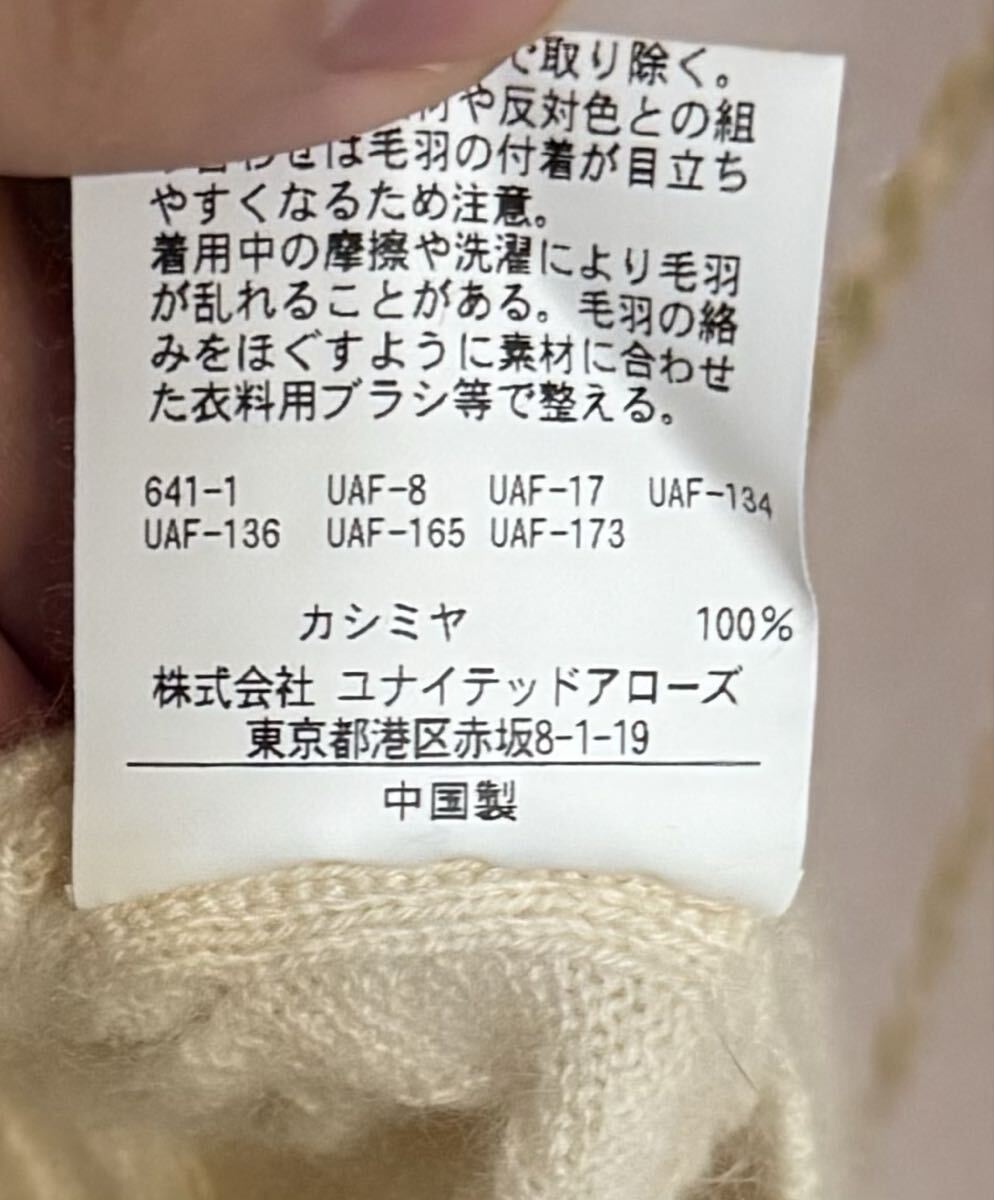 で取り除く。
や反対色との組
わせは毛羽の付着が目立ち
やすくなるため注意。
着用中の摩擦や洗濯により毛羽
が乱れることがある。毛羽の絡
みをほぐすように素材に合わせ
た衣料用ブラシ等で整える。
641-1 UAF-8 UAF-17 UAF-134
UAF-136 UAF-165 UAF-173
カシミヤ 100%
株式会社 ユナイテッドアローズ
東京都港区赤坂8-1-19
中国製